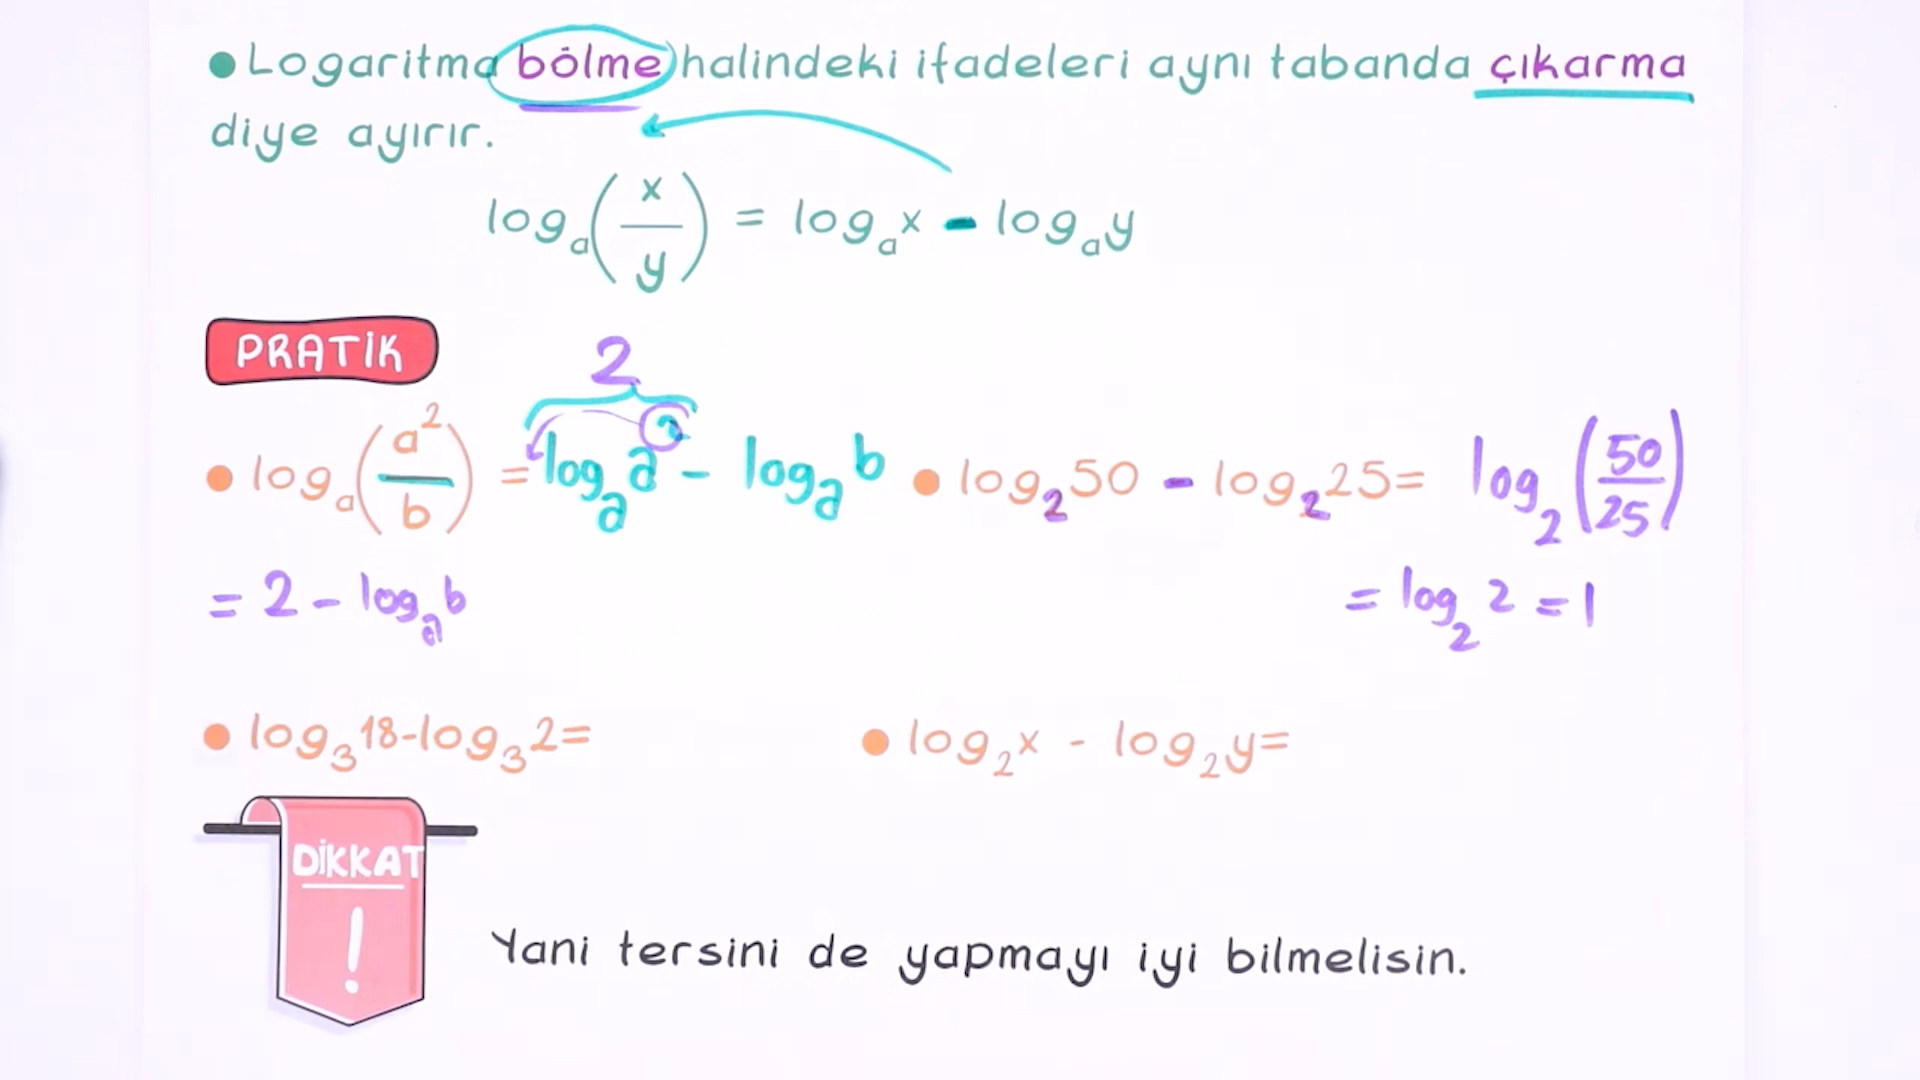 ● Logaritma bölme halindeki ifadeleri aynı tabanda çıkarma
diye ayırır.
logₐ(x/y) = logₐx - logₐy
PRATİK
2
● logₐ(a²/b) = logₐa² - logₐb ● log₂50 - log₂25= log₂(50/25)
= 2 - logₐb = log₂2 = 1
● log₃18-log₃2= ● log₂x - log₂y=
DİKKAT
!
Yani tersini de yapmayı iyi bilmelisin.